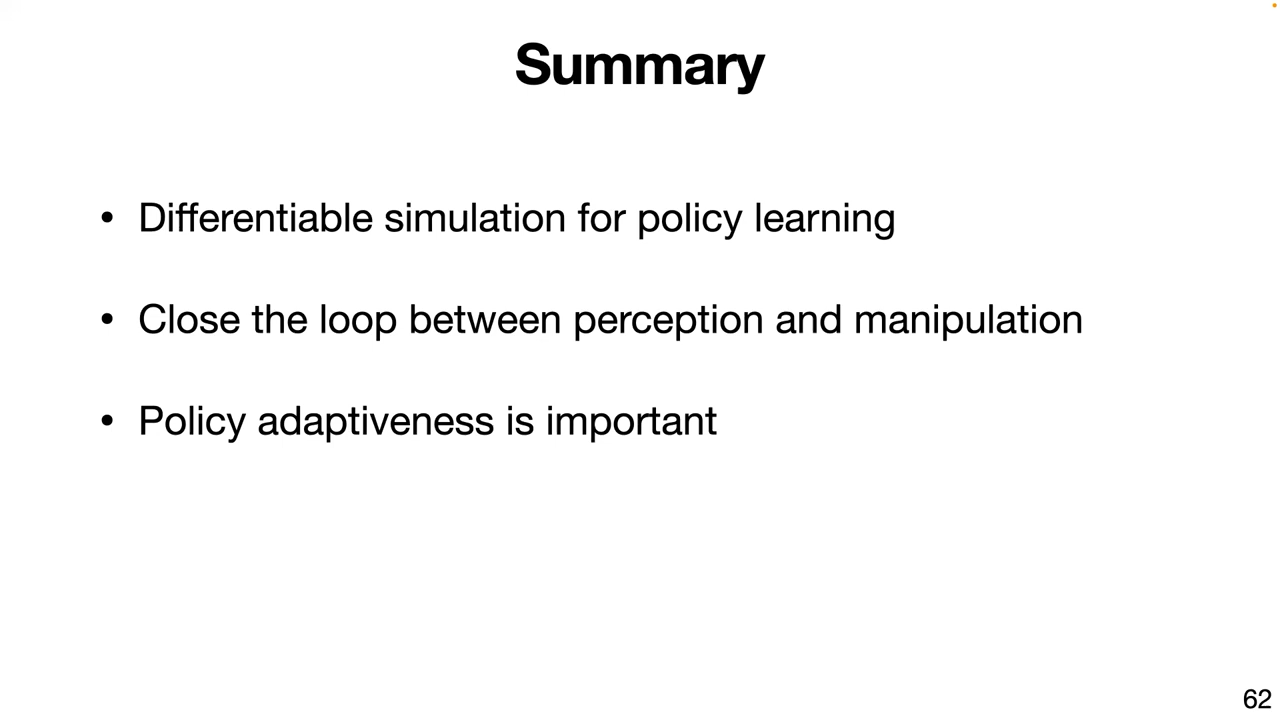 Summary
• Differentiable simulation for policy learning
• Close the loop between perception and manipulation
• Policy adaptiveness is important
62